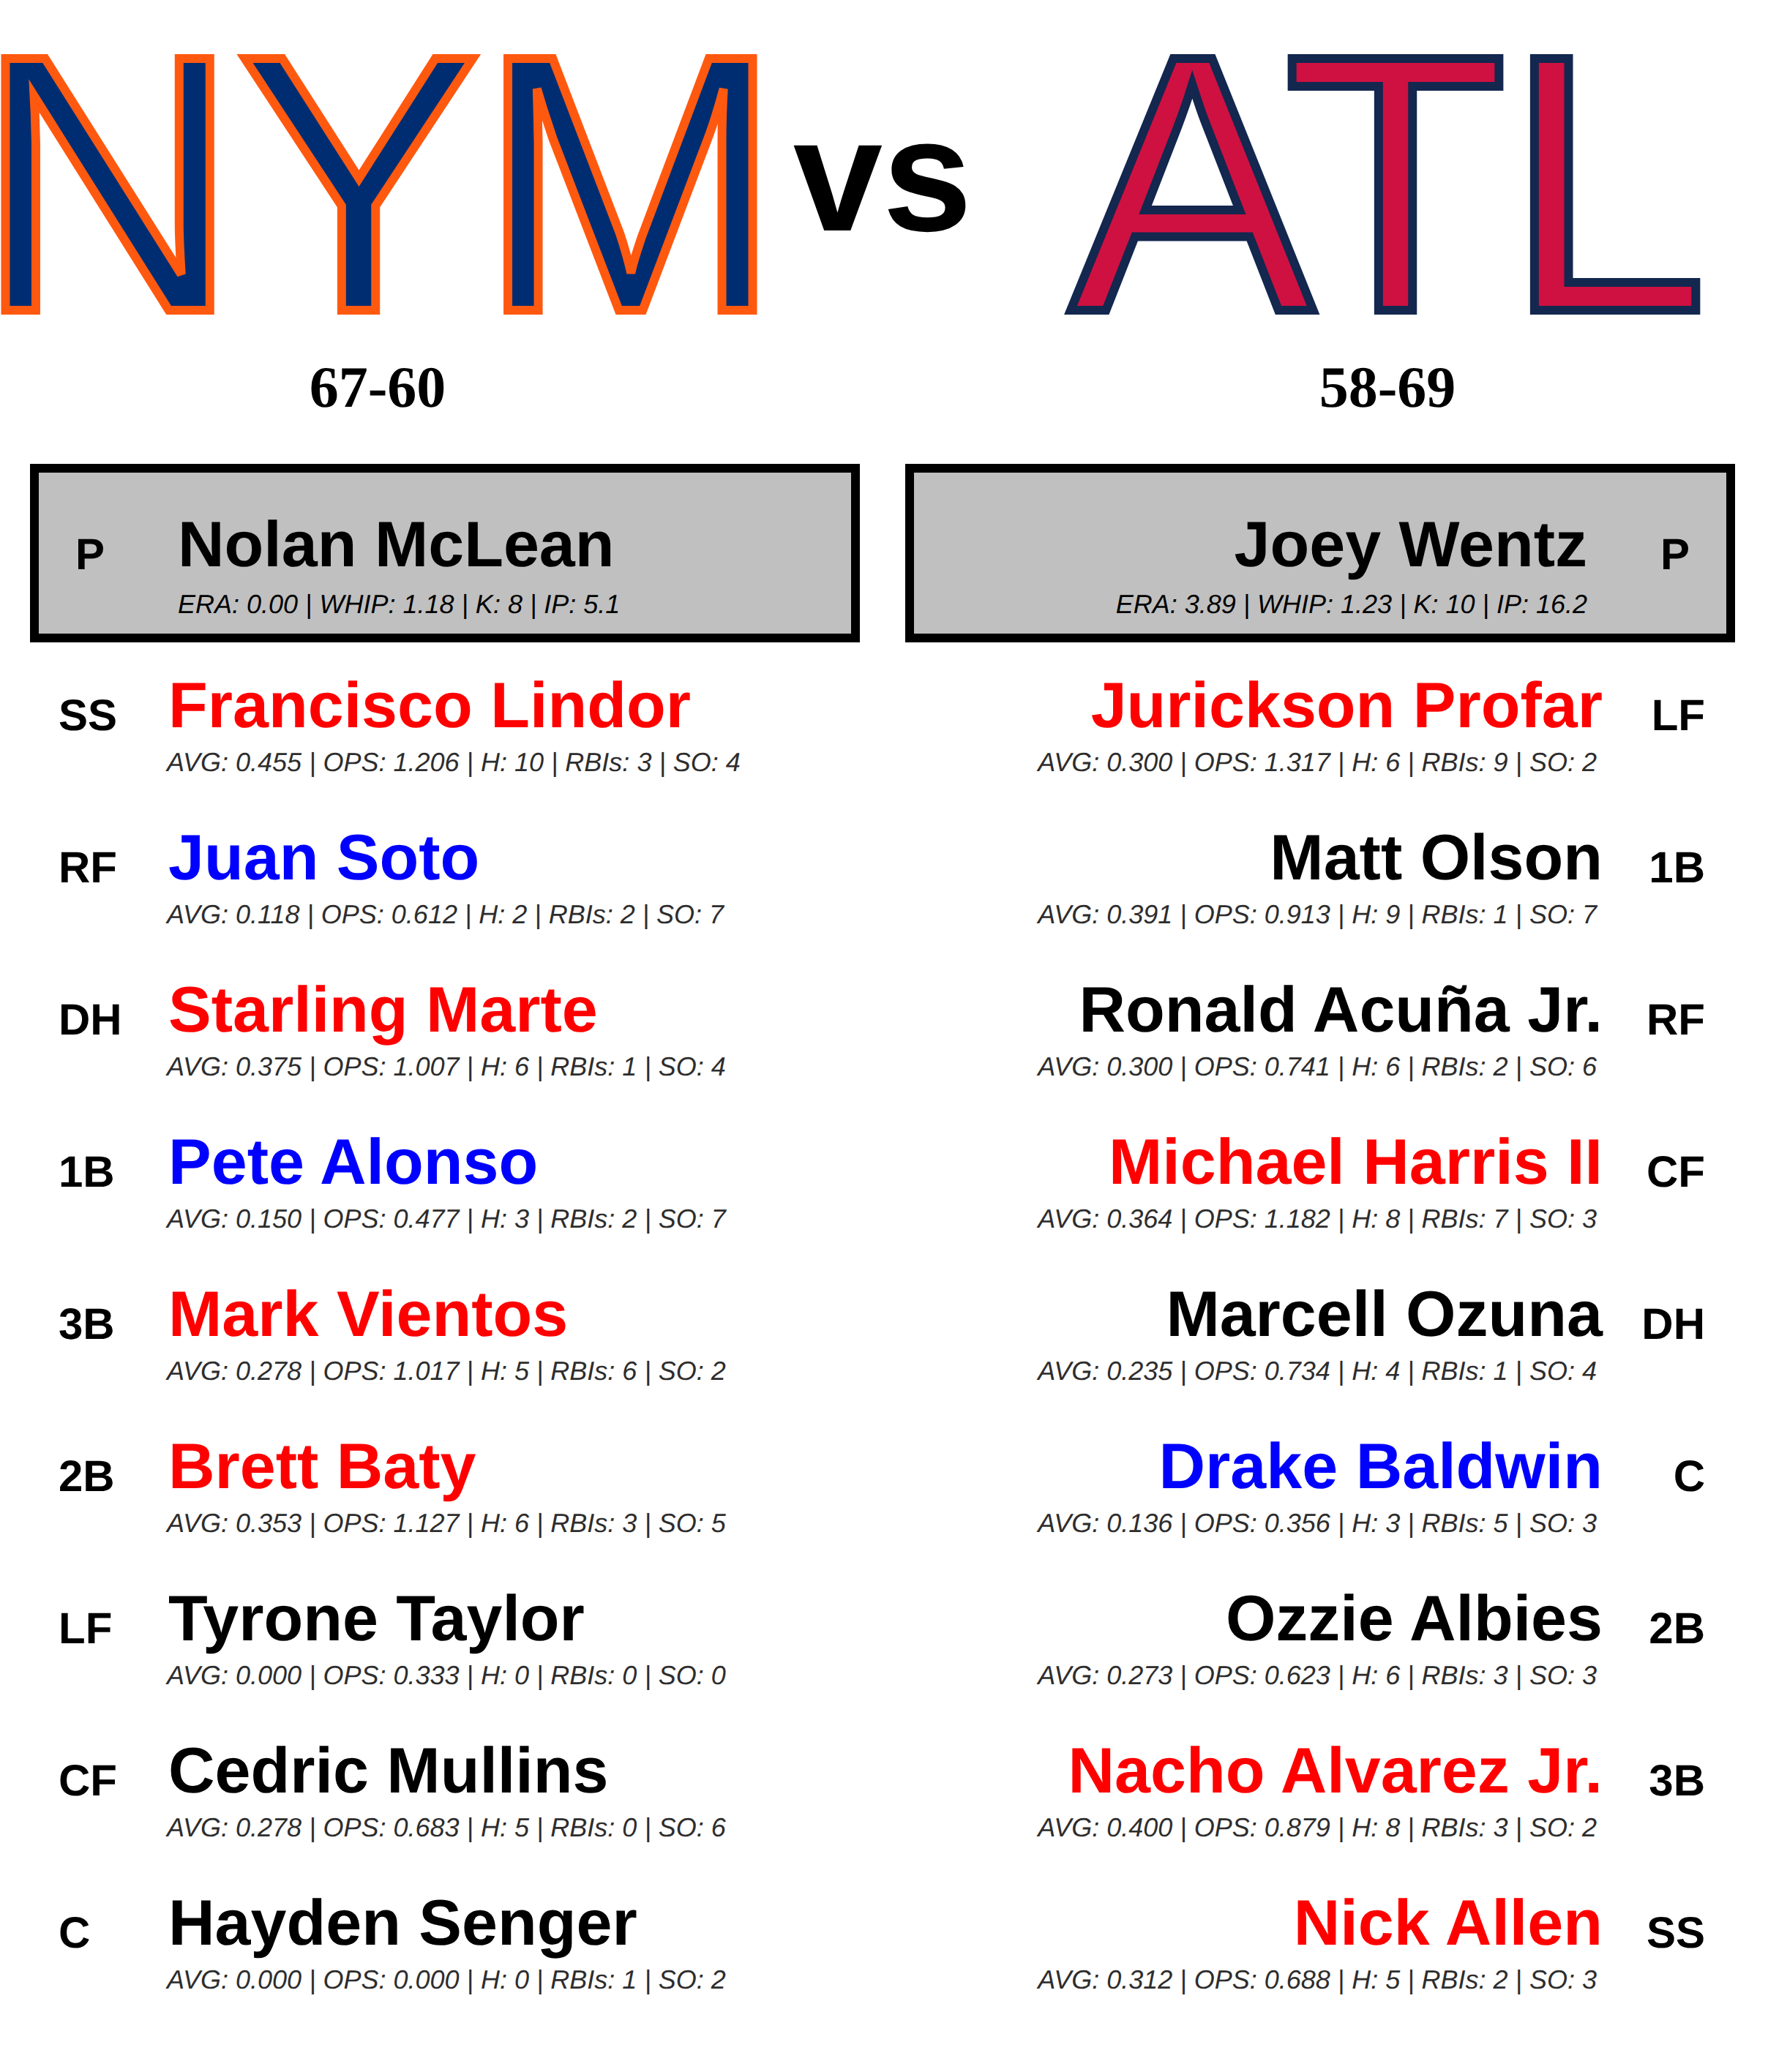 NYM vs ATL
67-60
58-69
P Nolan McLean
ERA: 0.00 | WHIP: 1.18 | K: 8 | IP: 5.1
Joey Wentz P
ERA: 3.89 | WHIP: 1.23 | K: 10 | IP: 16.2
SS Francisco Lindor
AVG: 0.455 | OPS: 1.206 | H: 10 | RBIs: 3 | SO: 4
RF Juan Soto
AVG: 0.118 | OPS: 0.612 | H: 2 | RBIs: 2 | SO: 7
DH Starling Marte
AVG: 0.375 | OPS: 1.007 | H: 6 | RBIs: 1 | SO: 4
1B Pete Alonso
AVG: 0.150 | OPS: 0.477 | H: 3 | RBIs: 2 | SO: 7
3B Mark Vientos
AVG: 0.278 | OPS: 1.017 | H: 5 | RBIs: 6 | SO: 2
2B Brett Baty
AVG: 0.353 | OPS: 1.127 | H: 6 | RBIs: 3 | SO: 5
LF Tyrone Taylor
AVG: 0.000 | OPS: 0.333 | H: 0 | RBIs: 0 | SO: 0
CF Cedric Mullins
AVG: 0.278 | OPS: 0.683 | H: 5 | RBIs: 0 | SO: 6
C Hayden Senger
AVG: 0.000 | OPS: 0.000 | H: 0 | RBIs: 1 | SO: 2
Jurickson Profar LF
AVG: 0.300 | OPS: 1.317 | H: 6 | RBIs: 9 | SO: 2
Matt Olson 1B
AVG: 0.391 | OPS: 0.913 | H: 9 | RBIs: 1 | SO: 7
Ronald Acuña Jr. RF
AVG: 0.300 | OPS: 0.741 | H: 6 | RBIs: 2 | SO: 6
Michael Harris II CF
AVG: 0.364 | OPS: 1.182 | H: 8 | RBIs: 7 | SO: 3
Marcell Ozuna DH
AVG: 0.235 | OPS: 0.734 | H: 4 | RBIs: 1 | SO: 4
Drake Baldwin C
AVG: 0.136 | OPS: 0.356 | H: 3 | RBIs: 5 | SO: 3
Ozzie Albies 2B
AVG: 0.273 | OPS: 0.623 | H: 6 | RBIs: 3 | SO: 3
Nacho Alvarez Jr. 3B
AVG: 0.400 | OPS: 0.879 | H: 8 | RBIs: 3 | SO: 2
Nick Allen SS
AVG: 0.312 | OPS: 0.688 | H: 5 | RBIs: 2 | SO: 3